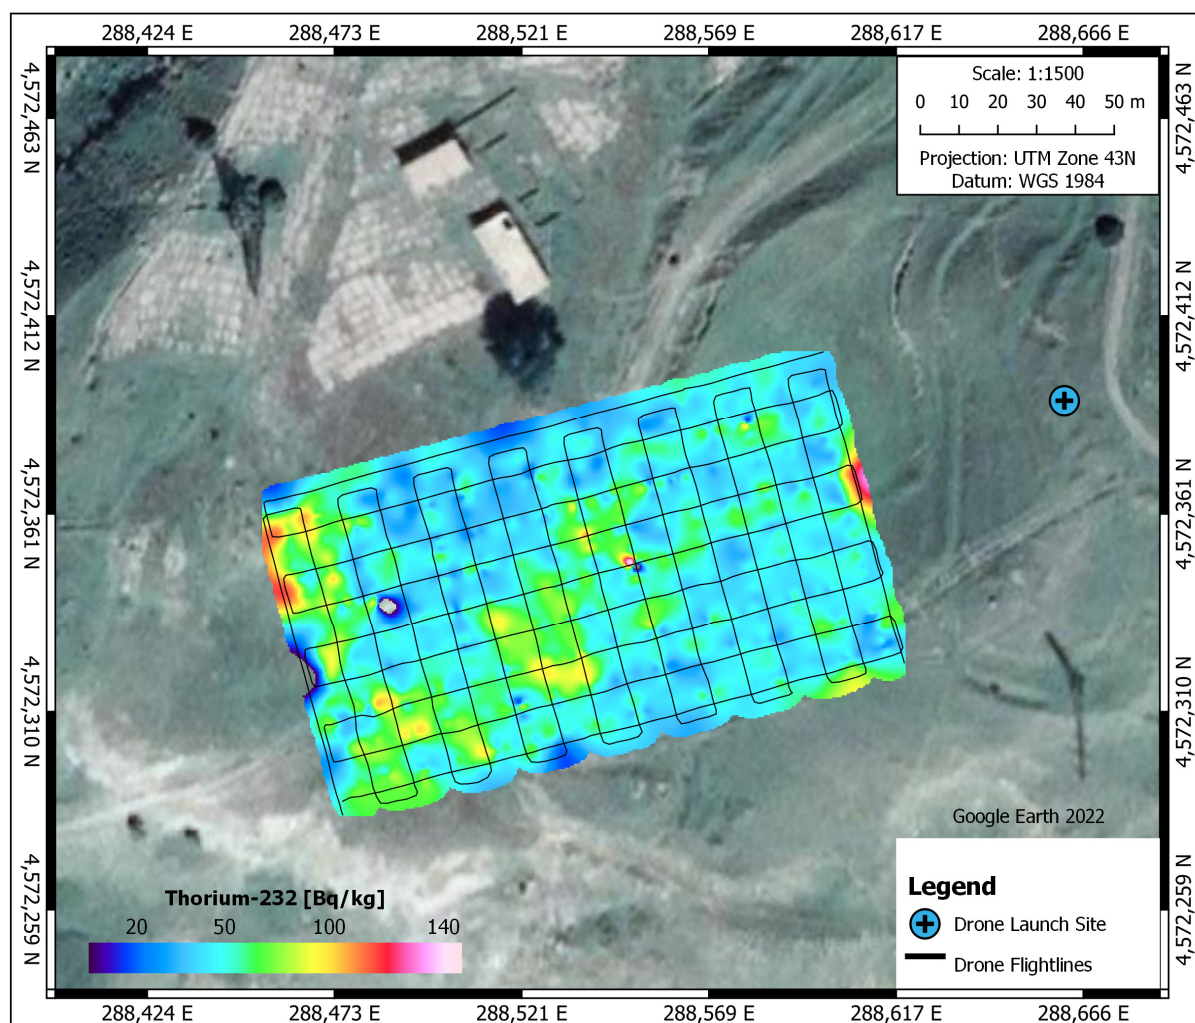 288,424 E 288,473 E 288,521 E 288,569 E 288,617 E 288,666 E
4,572,463 N
4,572,412 N
4,572,361 N
4,572,310 N
4,572,259 N
Scale: 1:1500
0 10 20 30 40 50 m
Projection: UTM Zone 43N
Datum: WGS 1984
4,572,463 N
4,572,412 N
4,572,361 N
4,572,310 N
4,572,259 N
Google Earth 2022
Thorium-232 [Bq/kg]
20 50 100 140
Legend
Drone Launch Site
Drone Flightlines
288,424 E 288,473 E 288,521 E 288,569 E 288,617 E 288,666 E